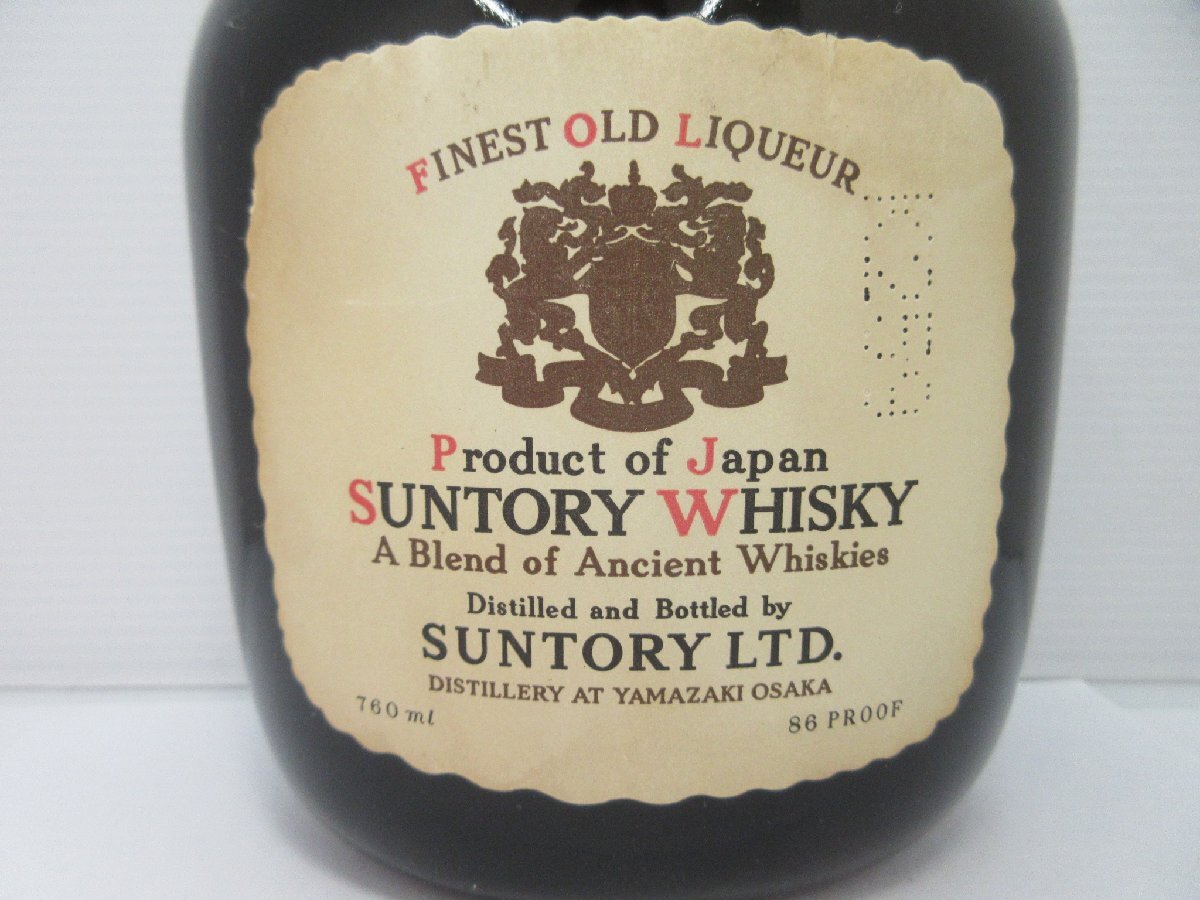 FINEST OLD LIQUEUR
Product of Japan
SUNTORY WHISKY
A Blend of Ancient Whiskies
Distilled and Bottled by
SUNTORY LTD.
DISTILLERY AT YAMAZAKI OSAKA
760 ml
86 PROOF